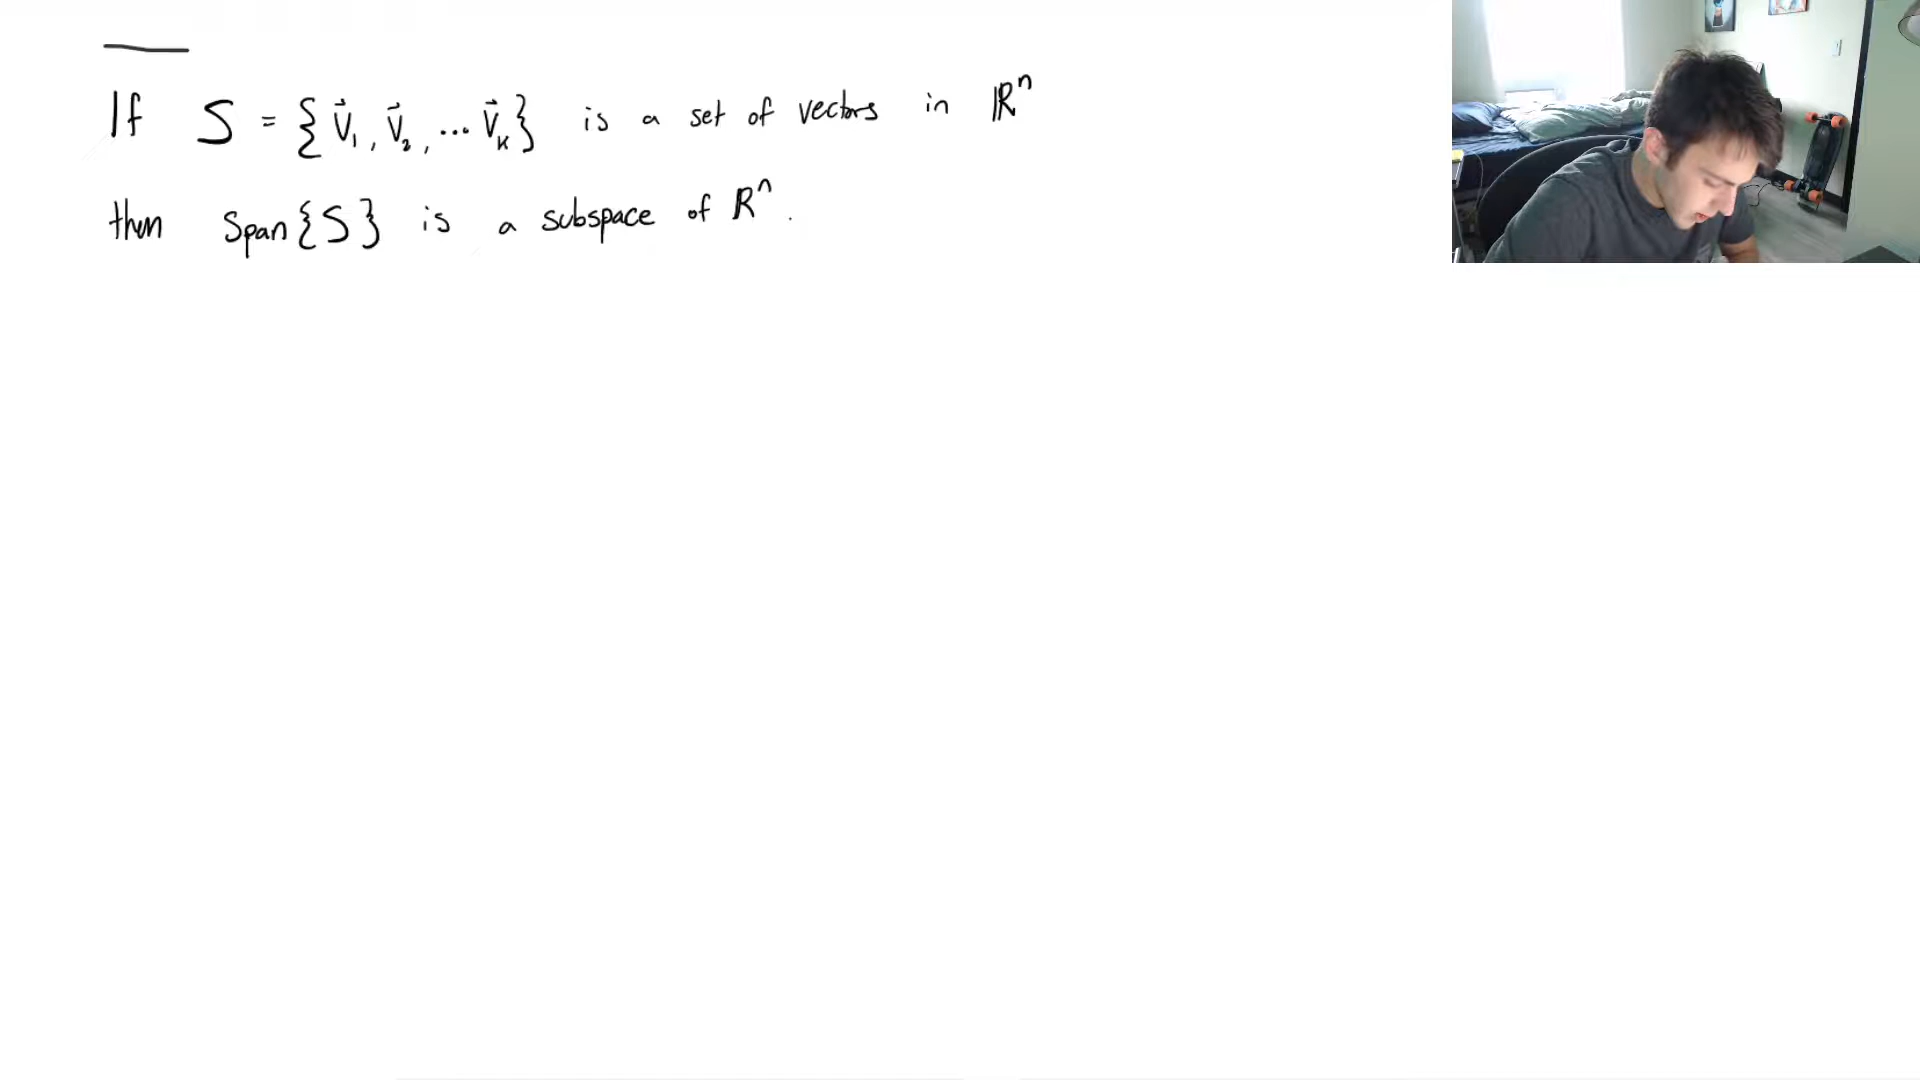 If S = { v⃗₁, v⃗₂, ... v⃗ₖ} is a set of vectors in ℝⁿ
then Span{S} is a subspace of ℝⁿ.